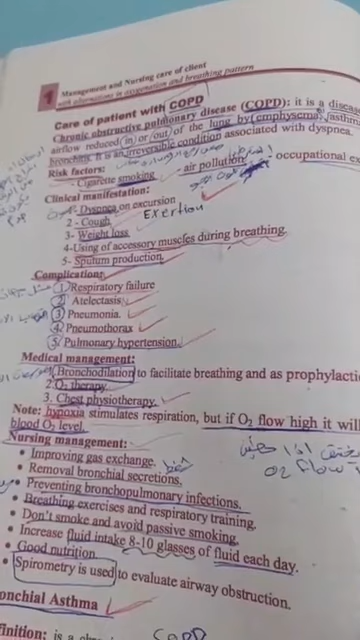 1
Management and Nursing care of client
with alternations in oxygenation and breathing pattern
Care of patient with COPD
Chronic obstructive pulmonary disease (COPD): it is a disease
airflow reduced in or out of the lung by (emphysema, asthma
bronchitis. It is an irreversible condition associated with dyspnea.
Risk factors:
- Cigarette smoking - air pollution - occupational ex
Clinical manifestation:
1- Dyspnea on excursion
Exertion
2 - Cough
3- Weight loss
4-Using of accessory muscles during breathing.
5- Sputum production
Complication:
1 Respiratory failure
2 Atelectasis
3 Pneumonia.
4 Pneumothorax
5 Pulmonary hypertension.
Medical management:
Bronchodilation to facilitate breathing and as prophylactic
2 O2 therapy
3. Chest physiotherapy.
Note: hypoxia stimulates respiration, but if O2 flow high it will
blood O2 level.
O2 flow
Nursing management:
• Improving gas exchange.
• Removal bronchial secretions.
• Preventing bronchopulmonary infections.
• Breathing exercises and respiratory training.
• Don't smoke and avoid passive smoking.
• Increase fluid intake 8-10 glasses of fluid each day.
• Good nutrition
• Spirometry is used to evaluate airway obstruction.
onchial Asthma
finition: is a
COPD